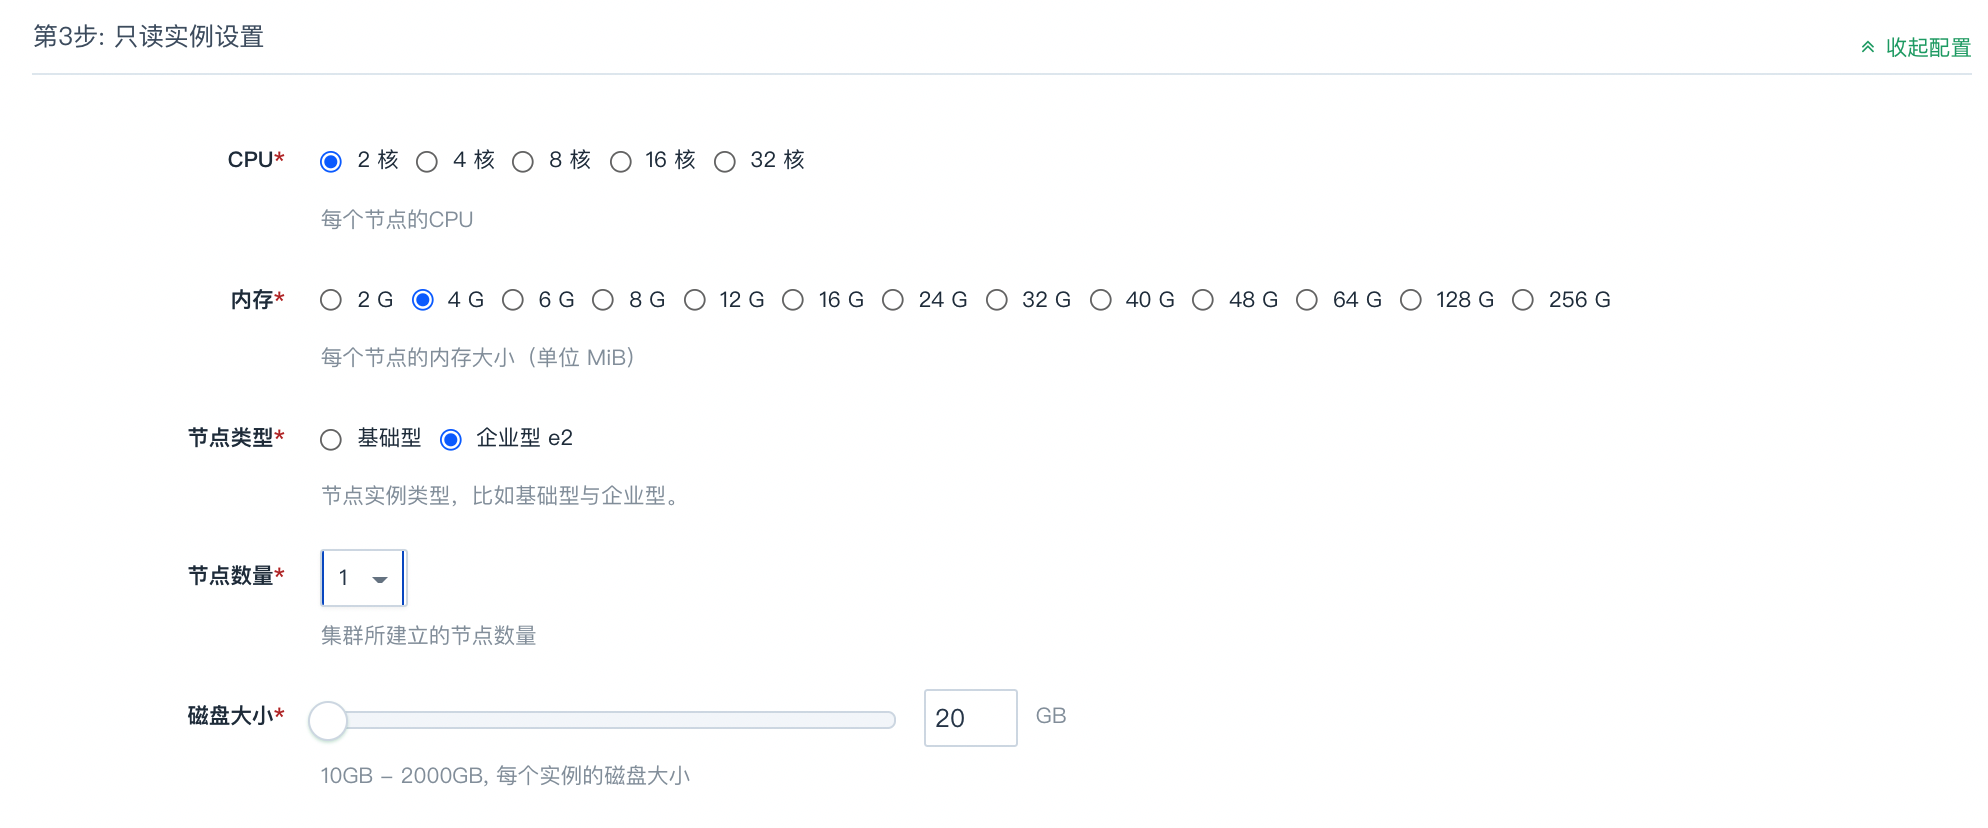 第3步: 只读实例设置
收起配置
CPU* 2 核 4 核 8 核 16 核 32 核
每个节点的CPU
内存* 2 G 4 G 6 G 8 G 12 G 16 G 24 G 32 G 40 G 48 G 64 G 128 G 256 G
每个节点的内存大小（单位 MiB）
节点类型* 基础型 企业型 e2
节点实例类型，比如基础型与企业型。
节点数量* 1
集群所建立的节点数量
磁盘大小* 20 GB
10GB – 2000GB, 每个实例的磁盘大小